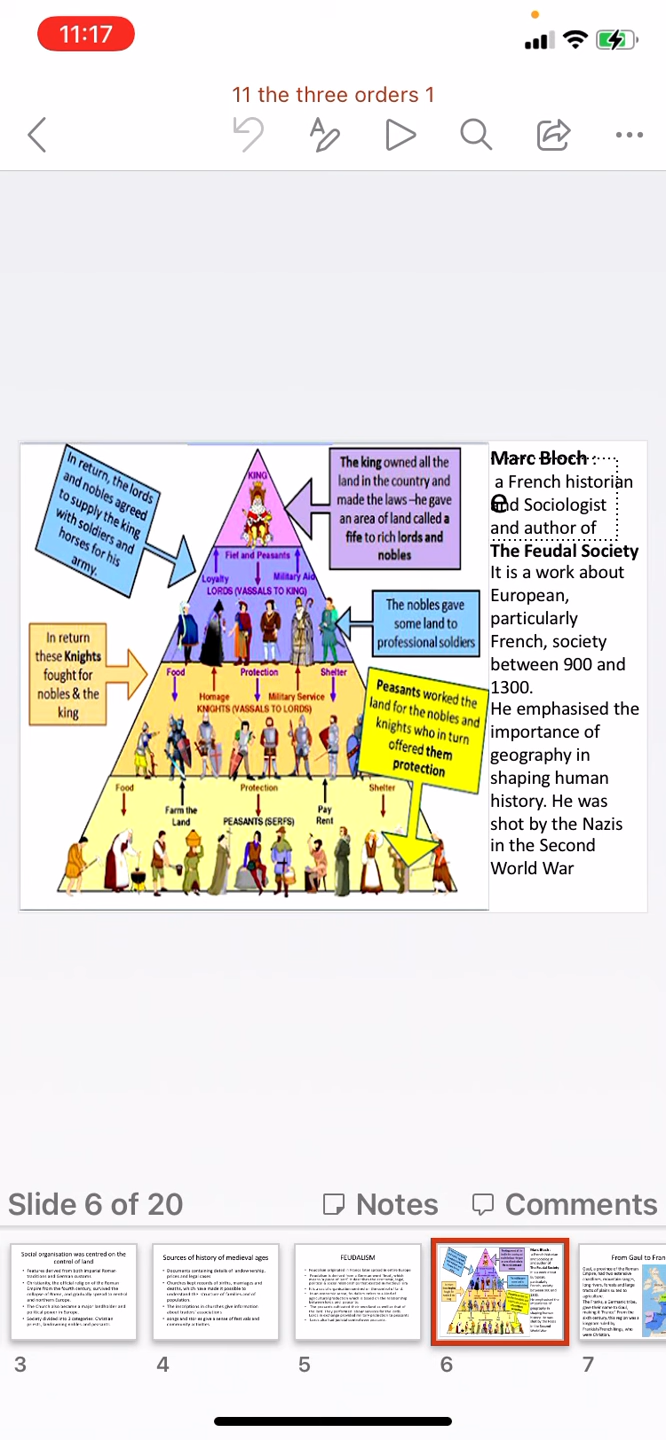 11:17
11 the three orders 1
In return, the lords
and nobles agreed
to supply the king
with soldiers and
horses for his
army.
KING
The king owned all the
land in the country and
made the laws –he gave
an area of land called a
fife to rich lords and
nobles
Fief and Peasants
Loyalty
Military Aid
LORDS (VASSALS TO KING)
The nobles gave
some land to
professional soldiers
In return
these Knights
fought for
nobles & the
king
Food
Protection
Shelter
Homage
Military Service
KNIGHTS (VASSALS TO LORDS)
Peasants worked the
land for the nobles and
knights who in turn
offered them
protection
Food
Protection
Shelter
Farm the
Land
PEASANTS (SERFS)
Pay
Rent
Marc Bloch :
a French historian
and Sociologist
and author of
The Feudal Society
It is a work about
European,
particularly
French, society
between 900 and
1300.
He emphasised the
importance of
geography in
shaping human
history. He was
shot by the Nazis
in the Second
World War
Slide 6 of 20
Notes
Comments
Social organisation was centred on the
control of land
Sources of history of medieval ages
FEUDALISM
From Gaul to Fran
3
4
5
6
7